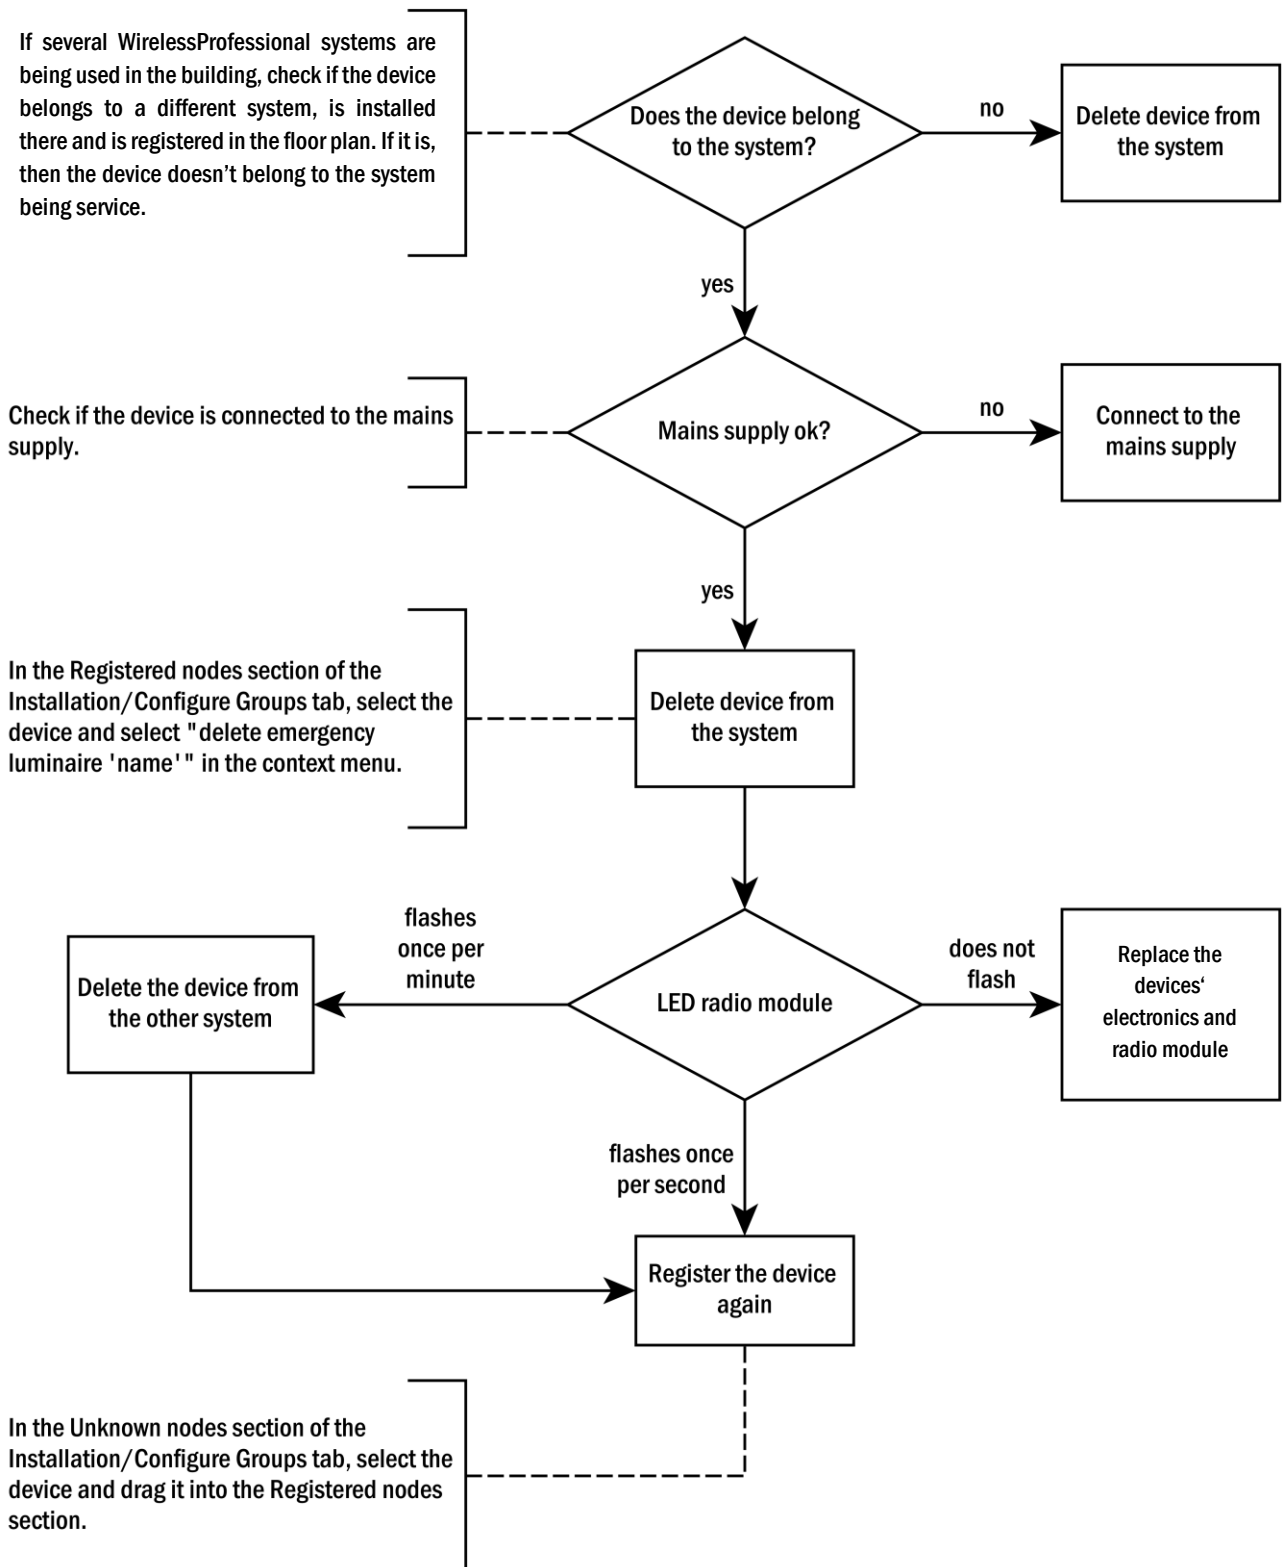 If several WirelessProfessional systems are
being used in the building, check if the device
belongs to a different system, is installed
there and is registered in the floor plan. If it is,
then the device doesn’t belong to the system
being service.
Does the device belong
to the system?
no
Delete device from
the system
yes
Check if the device is connected to the mains
supply.
Mains supply ok?
no
Connect to the
mains supply
yes
In the Registered nodes section of the
Installation/Configure Groups tab, select the
device and select "delete emergency
luminaire 'name'" in the context menu.
Delete device from
the system
flashes
once per
minute
Delete the device from
the other system
LED radio module
does not
flash
Replace the
devices‘
electronics and
radio module
flashes once
per second
Register the device
again
In the Unknown nodes section of the
Installation/Configure Groups tab, select the
device and drag it into the Registered nodes
section.